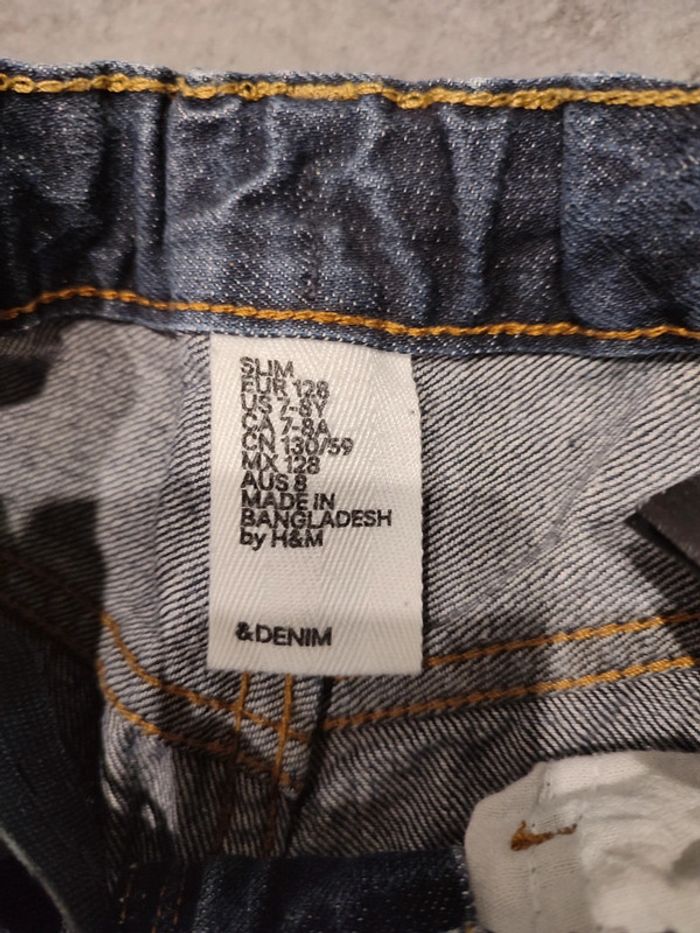 SLIM
EUR 128
US 7-8Y
CA 7-8A
CN 130/59
MX 128
AUS 8
MADE IN
BANGLADESH
by H&M
&DENIM